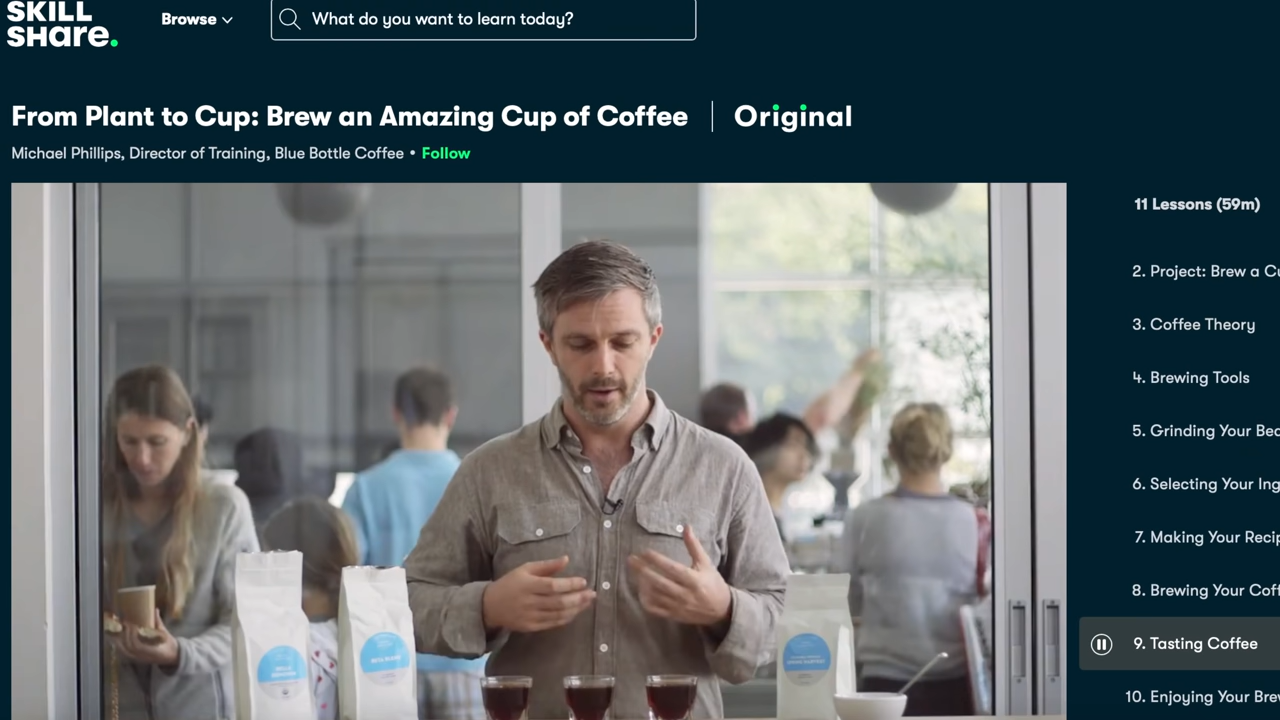 SKILL
SHare.
Browse
What do you want to learn today?
From Plant to Cup: Brew an Amazing Cup of Coffee | Original
Michael Phillips, Director of Training, Blue Bottle Coffee • Follow
11 Lessons (59m)
2. Project: Brew a Cu
3. Coffee Theory
4. Brewing Tools
5. Grinding Your Bea
6. Selecting Your Ing
7. Making Your Recip
8. Brewing Your Coff
9. Tasting Coffee
10. Enjoying Your Brew